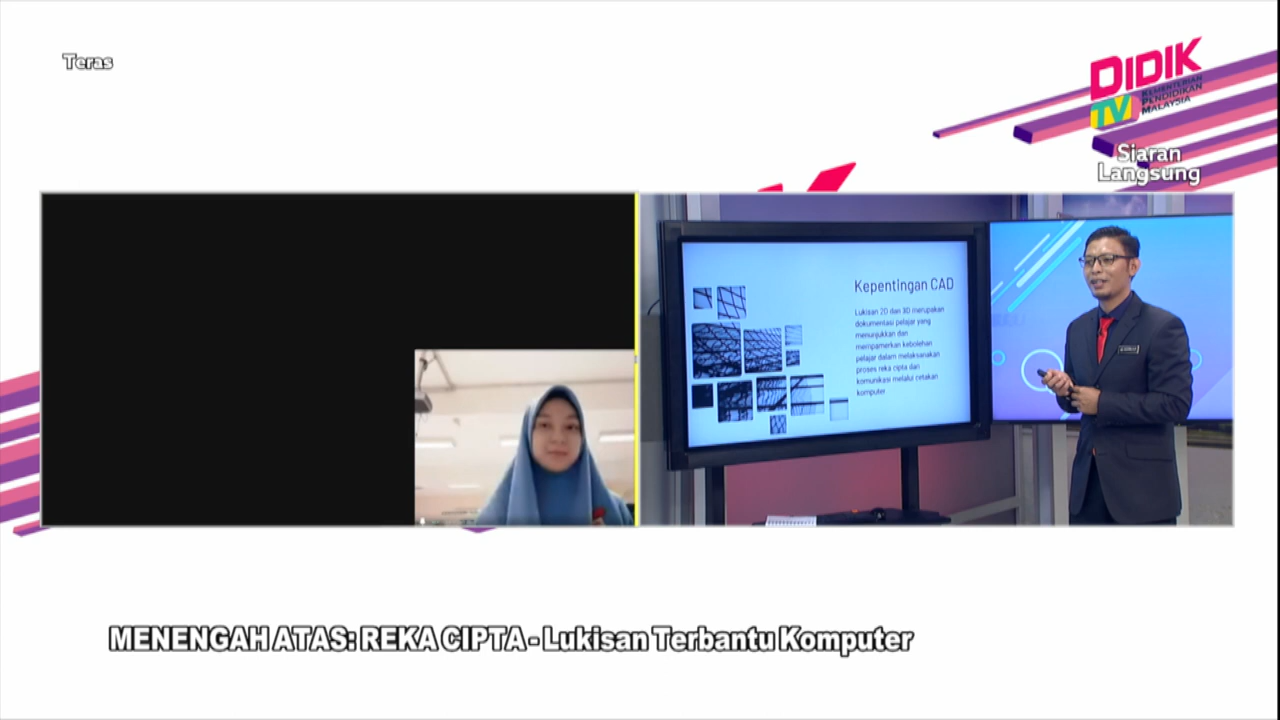 Teras
DIDIK
TV
KEMENTERIAN
PENDIDIKAN
MALAYSIA
Siaran
Langsung
Kepentingan CAD
Lukisan 2D dan 3D merupakan
dokumentasi pelajar yang
menunjukkan dan
mempamerkan kebolehan
pelajar dalam melaksanakan
proses reka cipta dan
komunikasi melalui cetakan
komputer
MENENGAH ATAS: REKA CIPTA - Lukisan Terbantu Komputer